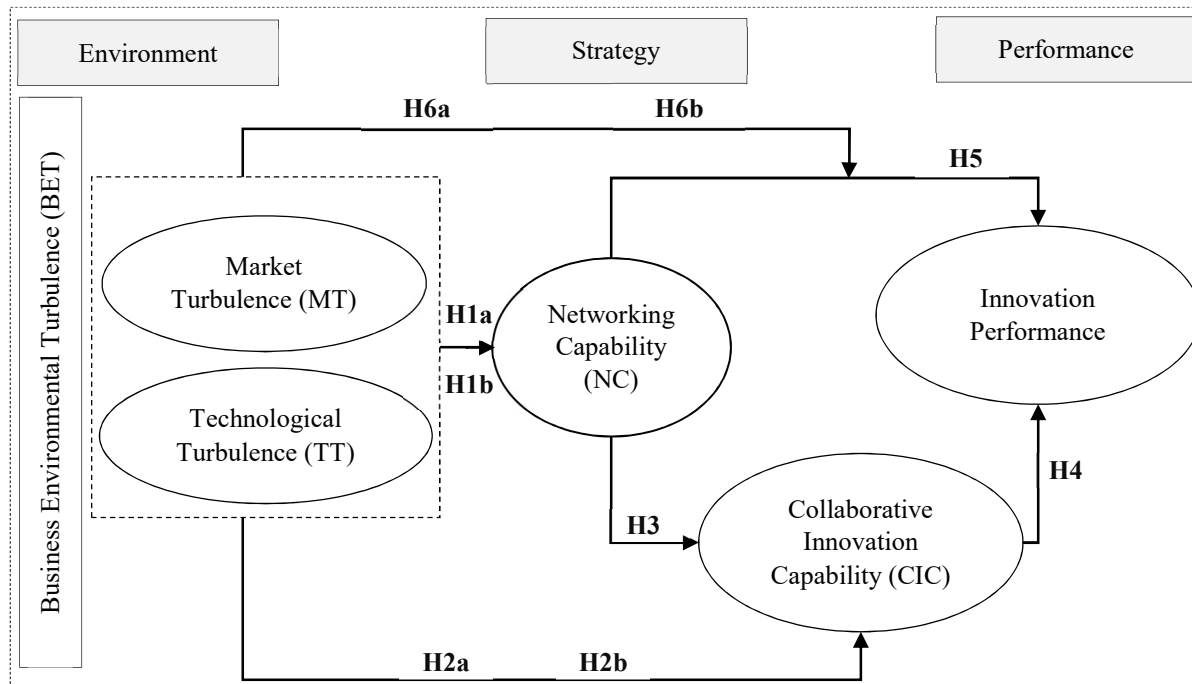 Environment
Strategy
Performance
Business Environmental Turbulence (BET)
H6a
H6b
H5
Market
Turbulence (MT)
H1a
H1b
Networking
Capability
(NC)
Innovation
Performance
Technological
Turbulence (TT)
H3
H4
Collaborative
Innovation
Capability (CIC)
H2a
H2b